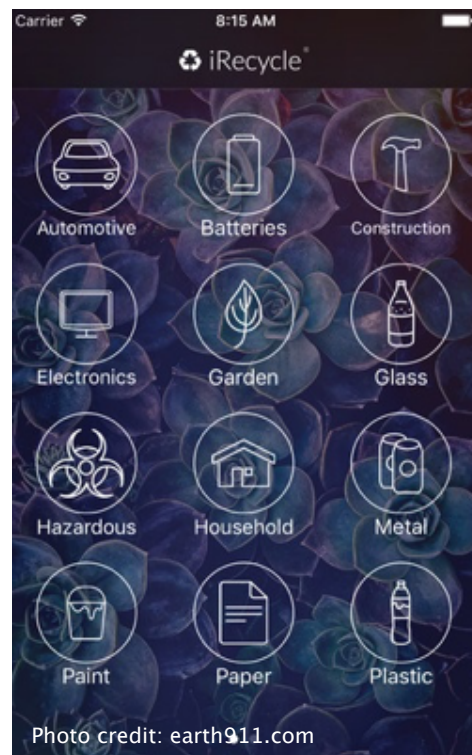 Carrier 8:15 AM
iRecycle®
Automotive Batteries Construction
Electronics Garden Glass
Hazardous Household Metal
Paint Paper Plastic
Photo credit: earth911.com